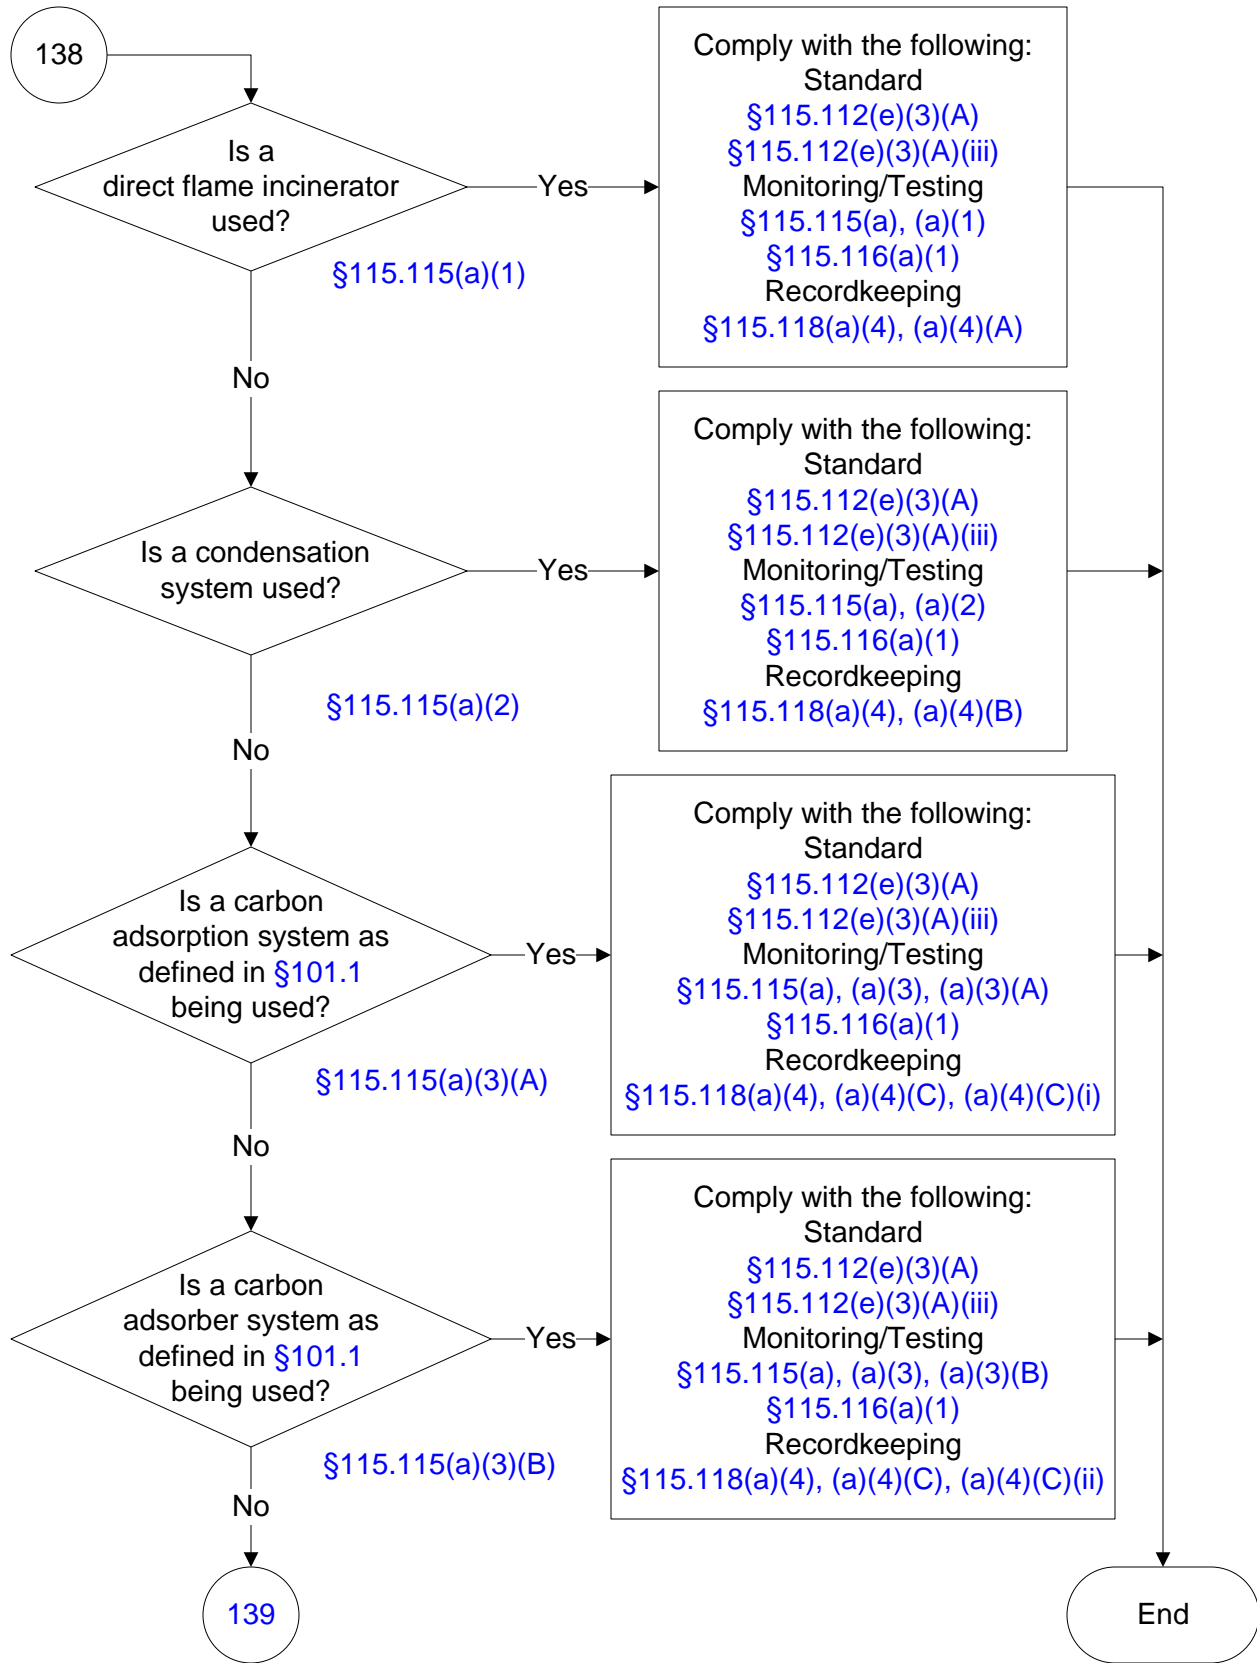 138
Is a
direct flame incinerator
used?
§115.115(a)(1)
Yes
Comply with the following:
Standard
§115.112(e)(3)(A)
§115.112(e)(3)(A)(iii)
Monitoring/Testing
§115.115(a), (a)(1)
§115.116(a)(1)
Recordkeeping
§115.118(a)(4), (a)(4)(A)
No
Is a condensation
system used?
§115.115(a)(2)
Yes
Comply with the following:
Standard
§115.112(e)(3)(A)
§115.112(e)(3)(A)(iii)
Monitoring/Testing
§115.115(a), (a)(2)
§115.116(a)(1)
Recordkeeping
§115.118(a)(4), (a)(4)(B)
No
Is a carbon
adsorption system as
defined in §101.1
being used?
§115.115(a)(3)(A)
Yes
Comply with the following:
Standard
§115.112(e)(3)(A)
§115.112(e)(3)(A)(iii)
Monitoring/Testing
§115.115(a), (a)(3), (a)(3)(A)
§115.116(a)(1)
Recordkeeping
§115.118(a)(4), (a)(4)(C), (a)(4)(C)(i)
No
Is a carbon
adsorber system as
defined in §101.1
being used?
§115.115(a)(3)(B)
Yes
Comply with the following:
Standard
§115.112(e)(3)(A)
§115.112(e)(3)(A)(iii)
Monitoring/Testing
§115.115(a), (a)(3), (a)(3)(B)
§115.116(a)(1)
Recordkeeping
§115.118(a)(4), (a)(4)(C), (a)(4)(C)(ii)
No
139
End